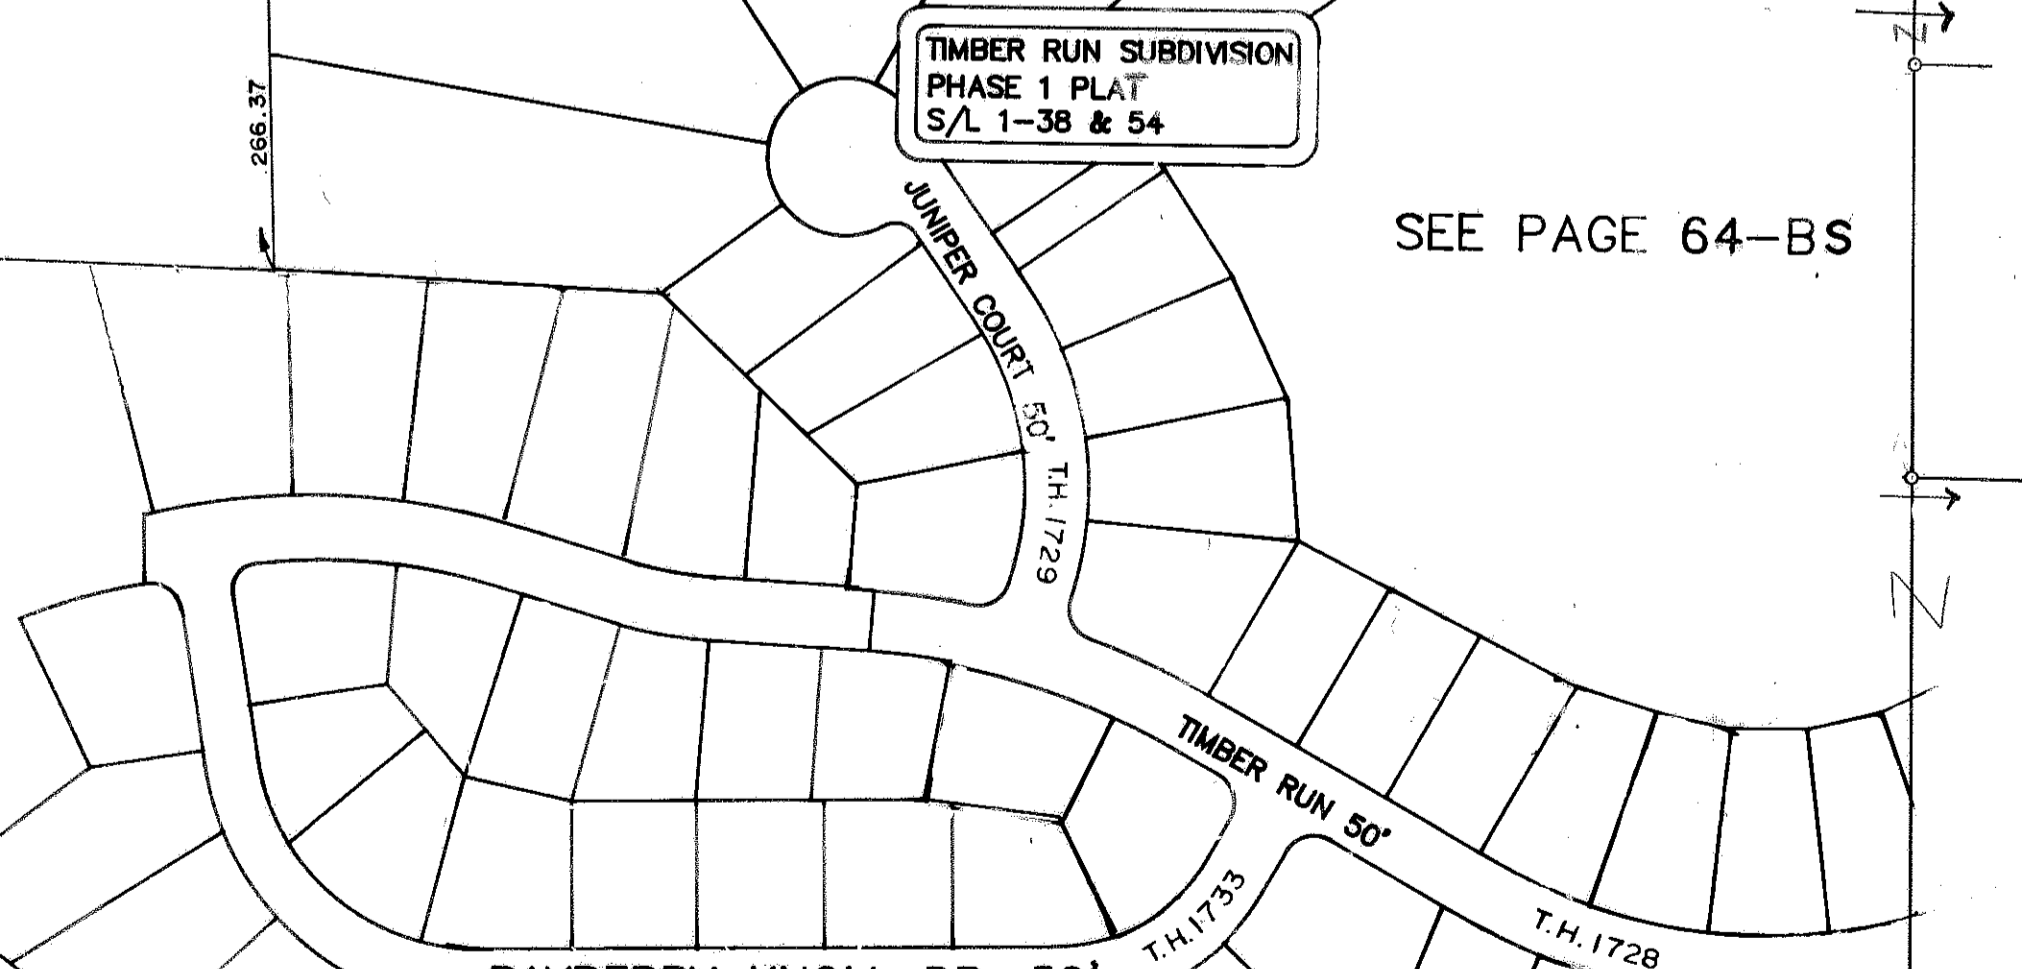 TIMBER RUN SUBDIVISION
PHASE 1 PLAT
S/L 1-38 & 54
266.37
N
SEE PAGE 64-BS
JUNIPER COURT 50' T.H. 1729
N
TIMBER RUN 50'
T.H. 1733
T.H. 1728